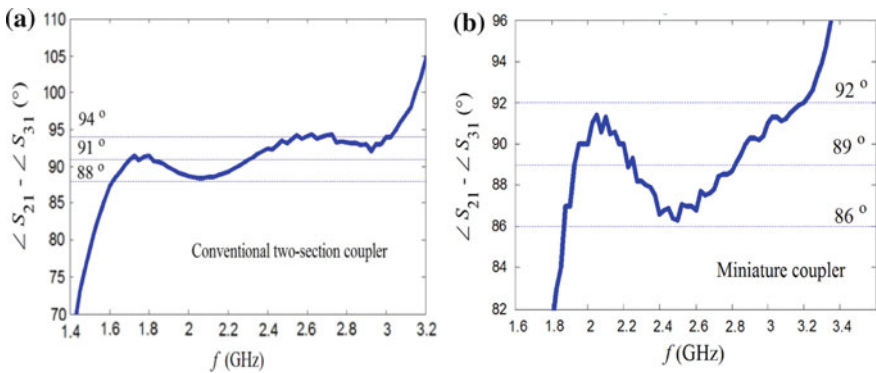 (a)
110
105
100
95
90
85
80
75
70
94 °
91 °
88 °
∠ S21 - ∠ S31 (°)
Conventional two-section coupler
1.4 1.6 1.8 2 2.2 2.4 2.6 2.8 3 3.2
f (GHz)
(b)
96
94
92
90
88
86
84
82
92 °
89 °
86 °
∠ S21 - ∠ S31 (°)
Miniature coupler
1.6 1.8 2 2.2 2.4 2.6 2.8 3 3.2 3.4
f (GHz)